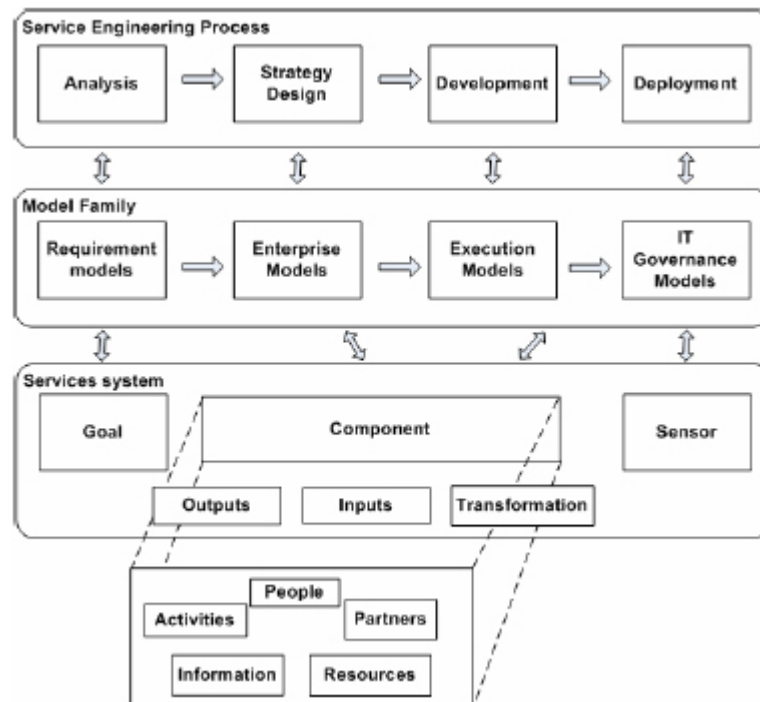 Service Engineering Process
Analysis
Strategy
Design
Development
Deployment
Model Family
Requirement
models
Enterprise
Models
Execution
Models
IT
Governance
Models
Services system
Goal
Component
Sensor
Outputs
Inputs
Transformation
People
Activities
Partners
Information
Resources